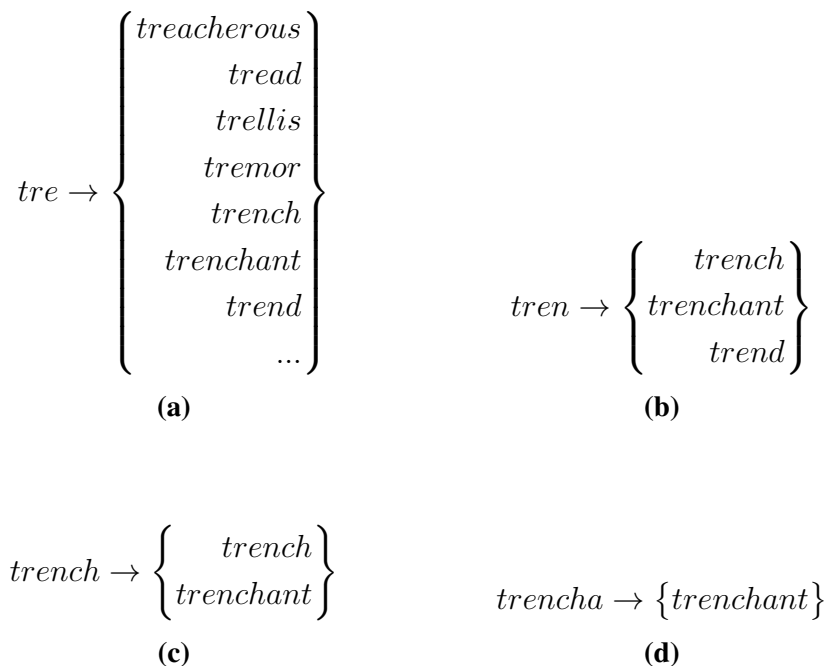 treacherous
tread
trellis
tremor
tre → trench
trenchant
trend
...
(a)
trench
tren → trenchant
trend
(b)
trench → trench
trenchant
(c)
trencha → {trenchant}
(d)